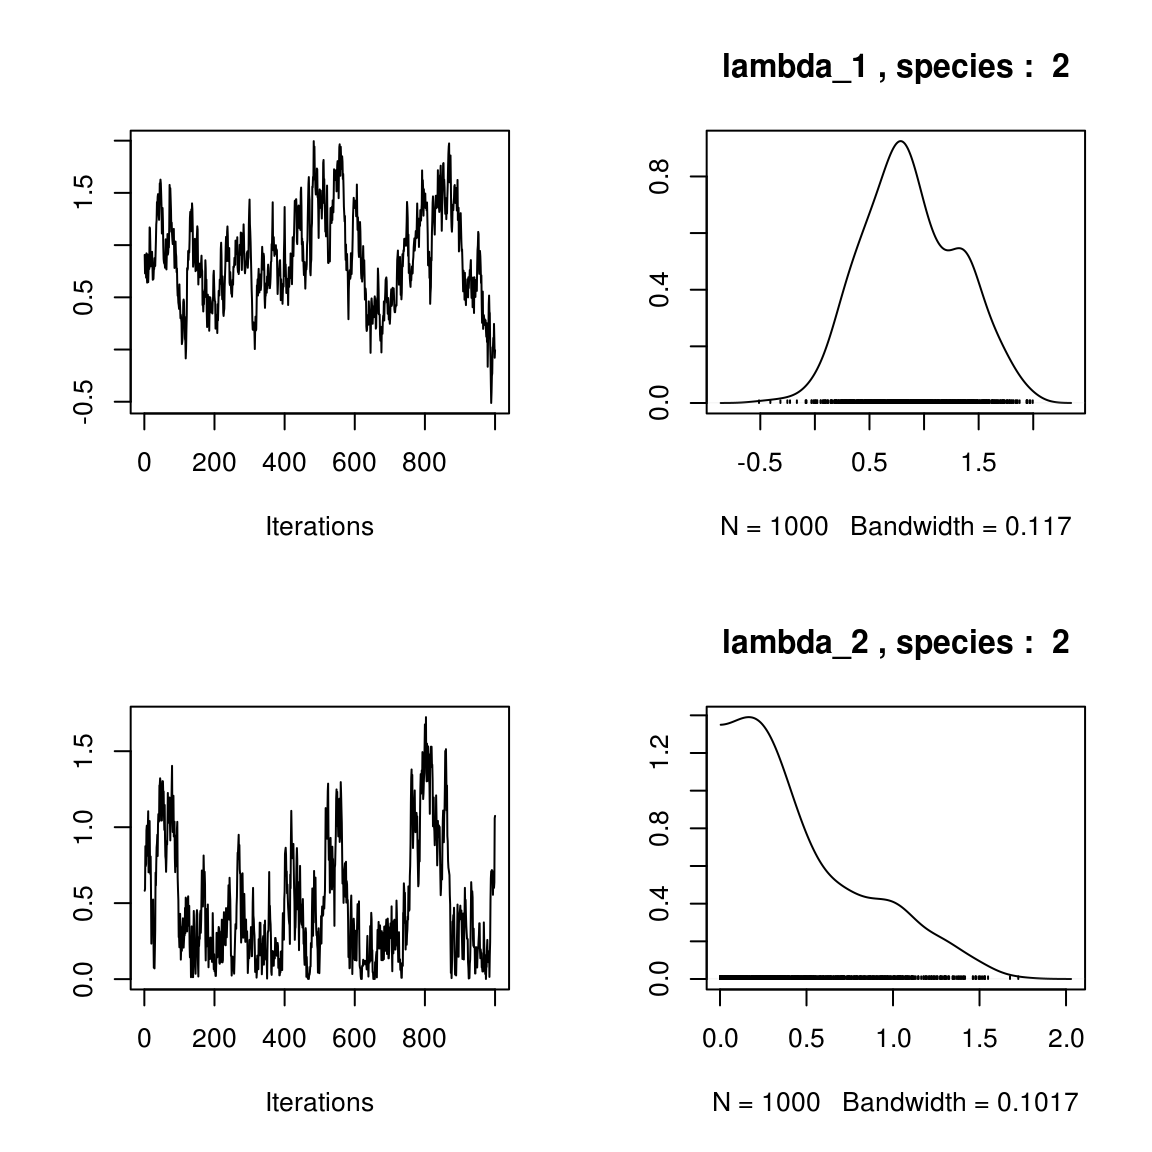 lambda_1 , species :  2
1.5
0.5
-0.5
0 200 400 600 800
Iterations
0.8
0.4
0.0
-0.5 0.5 1.5
N = 1000   Bandwidth = 0.117
lambda_2 , species :  2
1.5
1.0
0.5
0.0
0 200 400 600 800
Iterations
1.2
0.8
0.4
0.0
0.0 0.5 1.0 1.5 2.0
N = 1000   Bandwidth = 0.1017